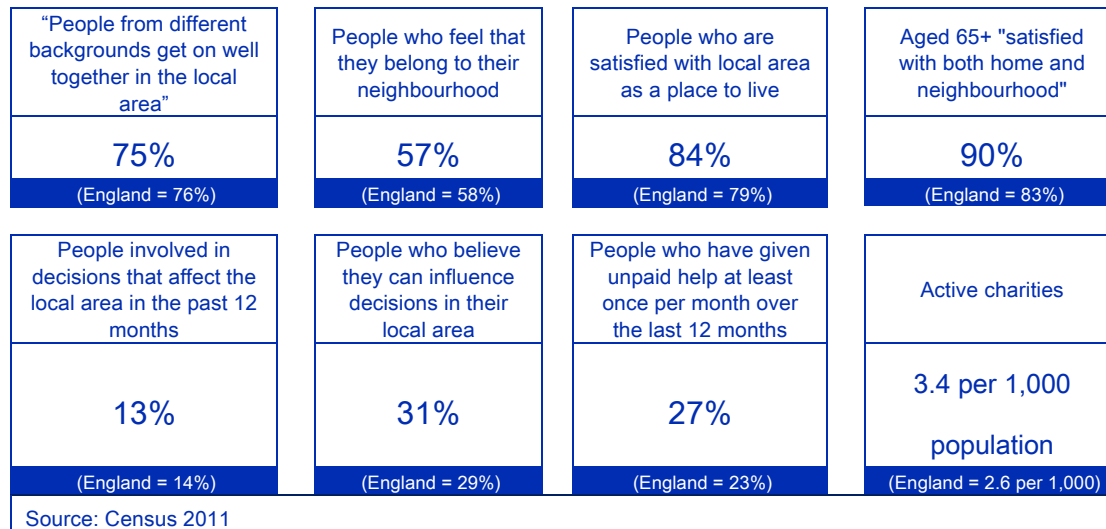 “People from different
backgrounds get on well
together in the local
area”
75%
(England = 76%)
People who feel that
they belong to their
neighbourhood
57%
(England = 58%)
People who are
satisfied with local area
as a place to live
84%
(England = 79%)
Aged 65+ "satisfied
with both home and
neighbourhood"
90%
(England = 83%)
People involved in
decisions that affect the
local area in the past 12
months
13%
(England = 14%)
People who believe
they can influence
decisions in their
local area
31%
(England = 29%)
People who have given
unpaid help at least
once per month over
the last 12 months
27%
(England = 23%)
Active charities
3.4 per 1,000
population
(England = 2.6 per 1,000)
Source: Census 2011